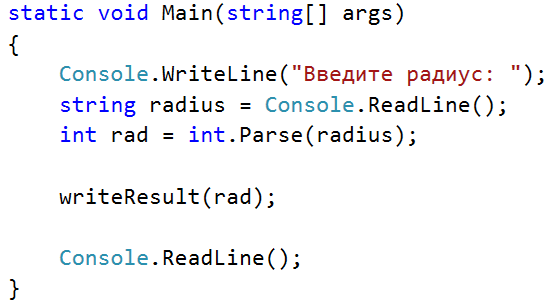 static void Main(string[] args)
{
    Console.WriteLine("Введите радиус: ");
    string radius = Console.ReadLine();
    int rad = int.Parse(radius);
    writeResult(rad);
    Console.ReadLine();
}